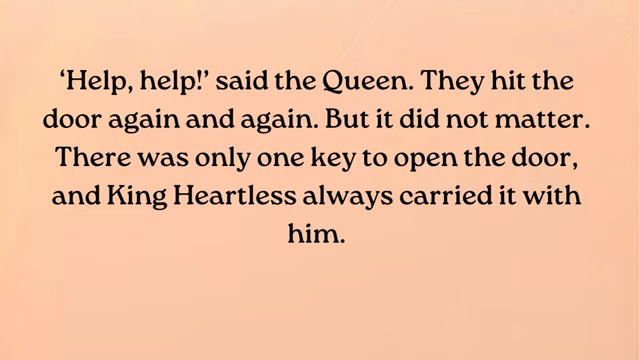 ‘Help, help!’ said the Queen. They hit the
door again and again. But it did not matter.
There was only one key to open the door,
and King Heartless always carried it with
him.